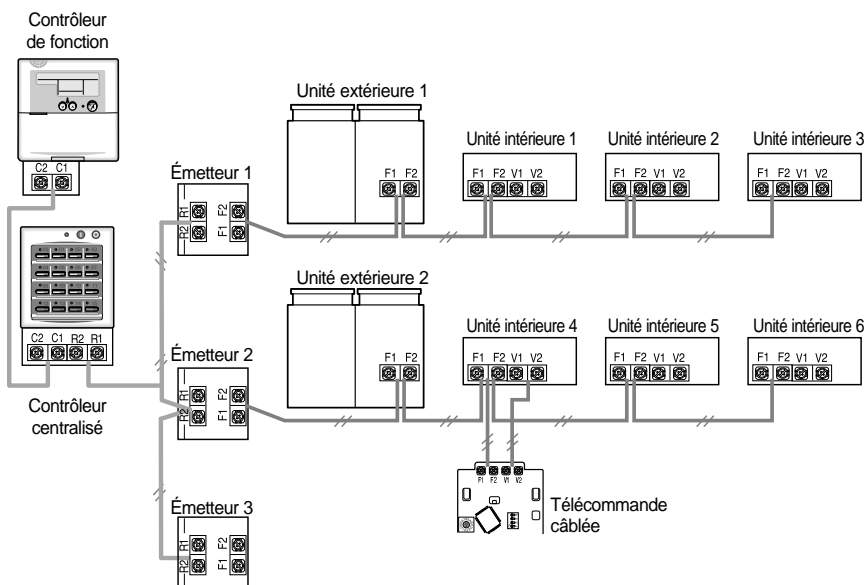 Contrôleur
de fonction
C2 C1
Unité extérieure 1
F1 F2
Unité intérieure 1
F1 F2 V1 V2
Unité intérieure 2
F1 F2 V1 V2
Unité intérieure 3
F1 F2 V1 V2
Émetteur 1
R1
R2
F2
F1
C2 C1 R2 R1
Contrôleur
centralisé
Unité extérieure 2
F1 F2
Unité intérieure 4
F1 F2 V1 V2
Unité intérieure 5
F1 F2 V1 V2
Unité intérieure 6
F1 F2 V1 V2
Émetteur 2
R1
R2
F2
F1
F1 F2 V1 V2
Télécommande
câblée
Émetteur 3
R1
R2
F2
F1